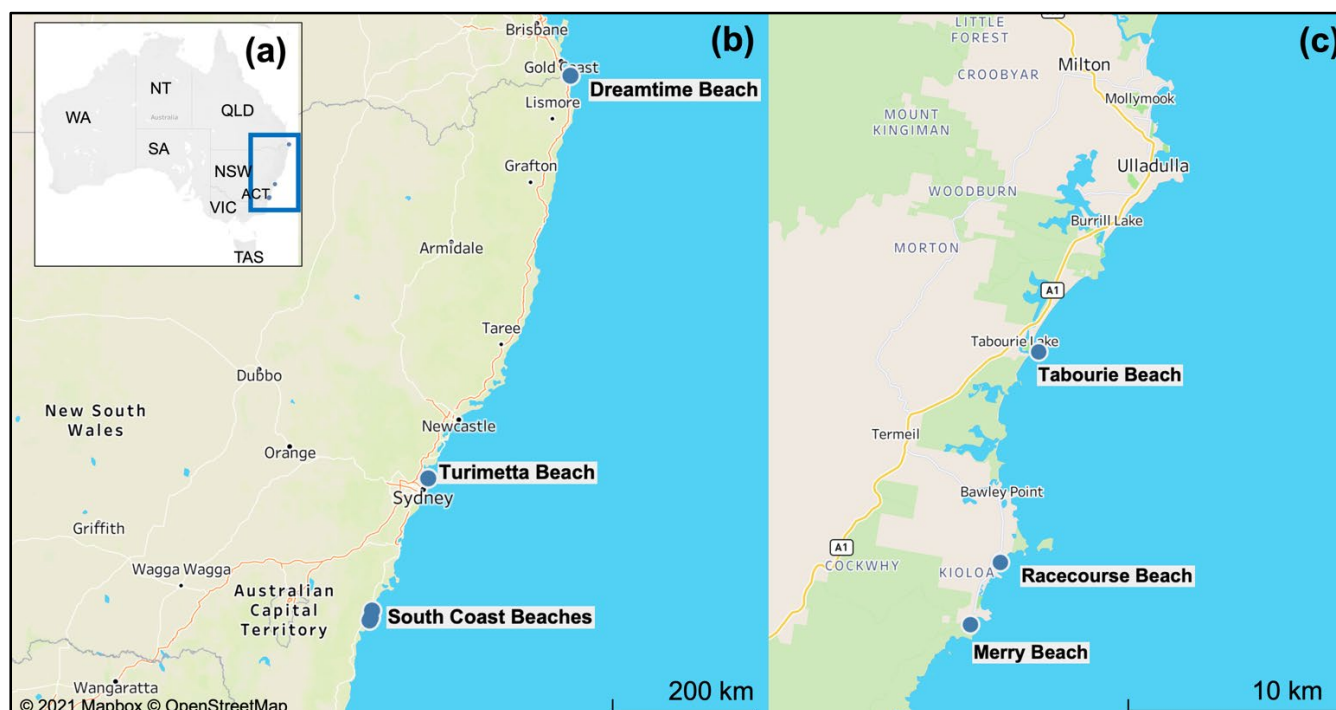 (a)
NT
QLD
WA
Australia
SA
NSW
ACT
VIC
TAS
(b)
Brisbane
Gold Coast
Dreamtime Beach
Lismore
Grafton
Armidale
Taree
Dubbo
New South
Wales
Newcastle
Orange
Turimetta Beach
Sydney
Griffith
Wagga Wagga
Australian
Capital
Territory
South Coast Beaches
Wangaratta
© 2021 Mapbox © OpenStreetMap
200 km
(c)
LITTLE
FOREST
Milton
CROOBYAR
Mollymook
MOUNT
KINGIMAN
Ulladulla
WOODBURN
Burrill Lake
MORTON
A1
Tabourie Lake
Tabourie Beach
Termeil
Bawley Point
A1
COCKWHY
KIOLOA
Racecourse Beach
Merry Beach
10 km